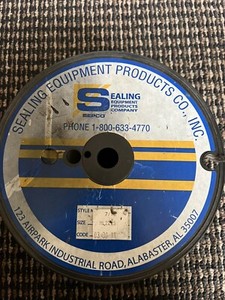 SEALING EQUIPMENT PRODUCTS CO., INC.
SEALING
EQUIPMENT
PRODUCTS
COMPANY
SEPCO
PHONE 1-800-633-4770
STYLE
SIZE
CODE
123 AIRPARK INDUSTRIAL ROAD, ALABASTER, AL 35007